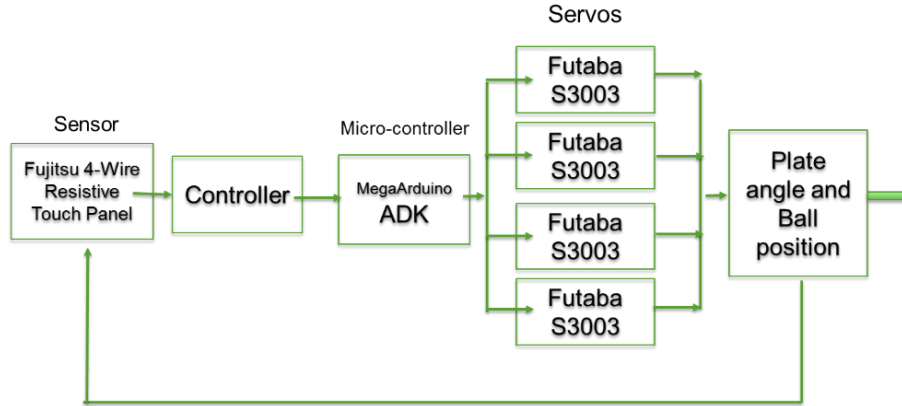 Servos
Futaba
S3003
Sensor
Micro-controller
Fujitsu 4-Wire
Resistive
Touch Panel
Controller
MegaArduino
ADK
Futaba
S3003
Futaba
S3003
Futaba
S3003
Plate
angle and
Ball
position